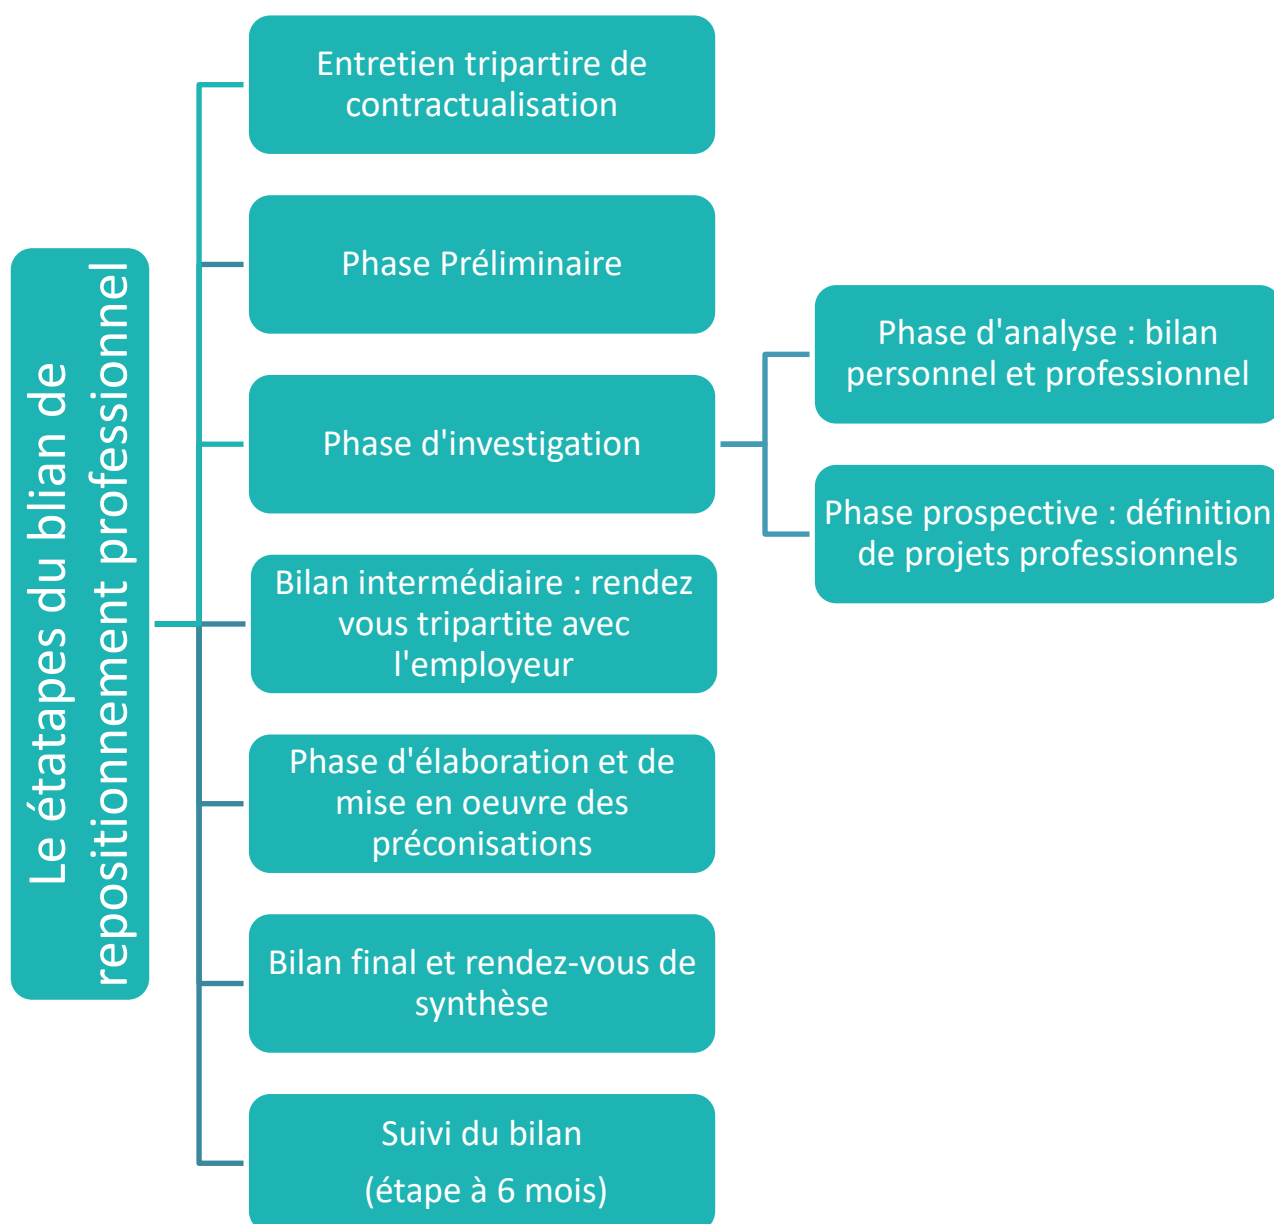 Le étatapes du blian de
repositionnement professionnel
Entretien tripartire de
contractualisation
Phase Préliminaire
Phase d'investigation
Phase d'analyse : bilan
personnel et professionnel
Phase prospective : définition
de projets professionnels
Bilan intermédiaire : rendez
vous tripartite avec
l'employeur
Phase d'élaboration et de
mise en oeuvre des
préconisations
Bilan final et rendez-vous de
synthèse
Suivi du bilan
(étape à 6 mois)